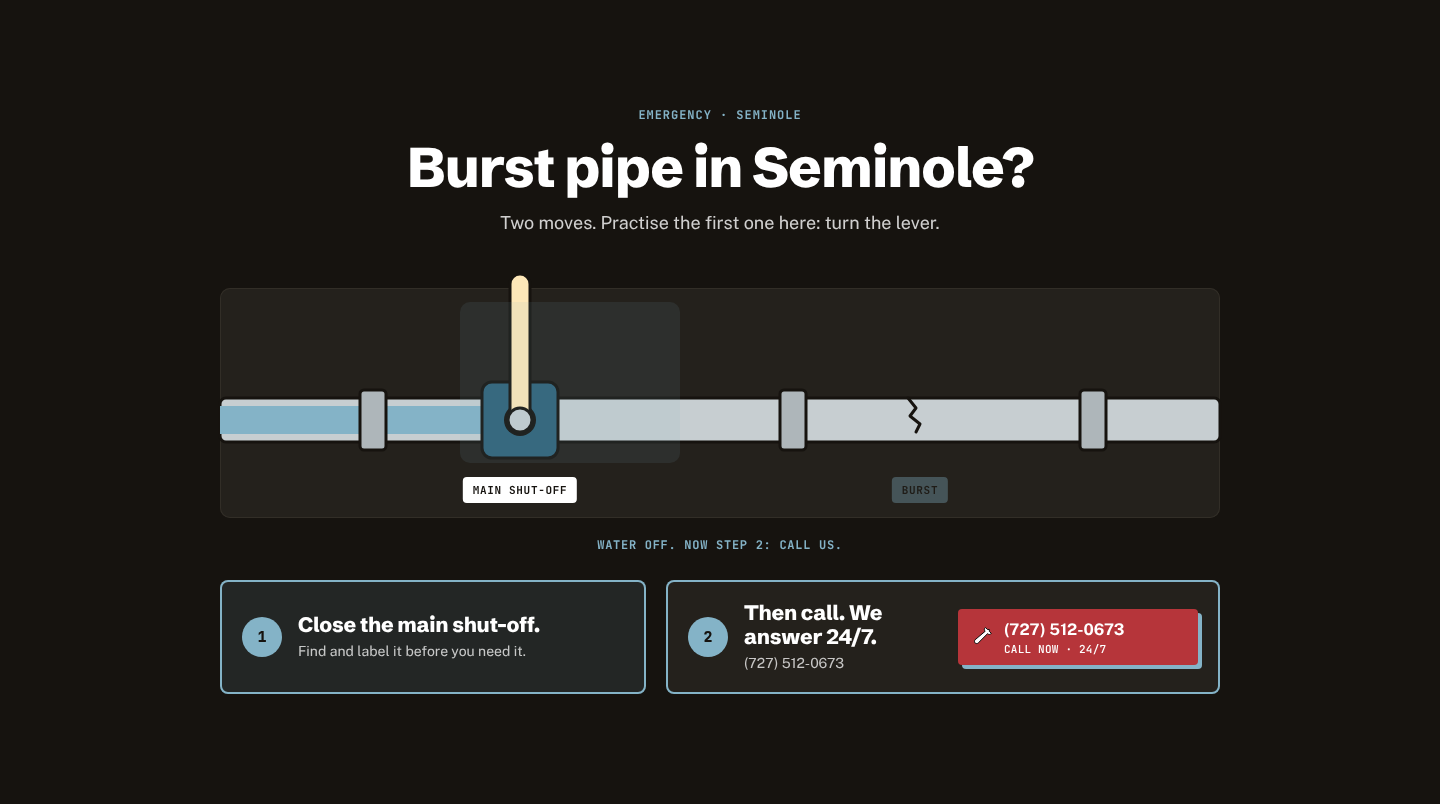 EMERGENCY · SEMINOLE
Burst pipe in Seminole?
Two moves. Practise the first one here: turn the lever.
MAIN SHUT-OFF
BURST
WATER OFF. NOW STEP 2: CALL US.
1
Close the main shut-off.
Find and label it before you need it.
2
Then call. We
answer 24/7.
(727) 512-0673
(727) 512-0673
CALL NOW · 24/7